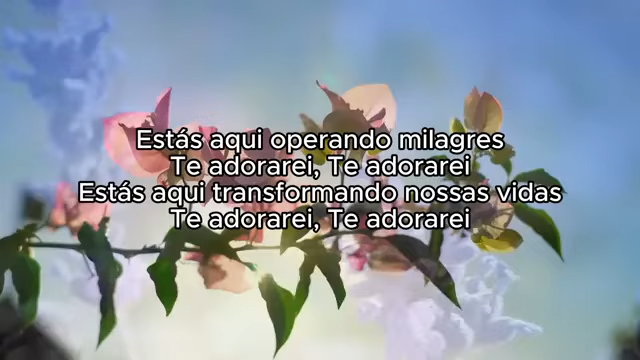 Estás aqui operando milagres
Te adorarei, Te adorarei
Estás aqui transformando nossas vidas
Te adorarei, Te adorarei